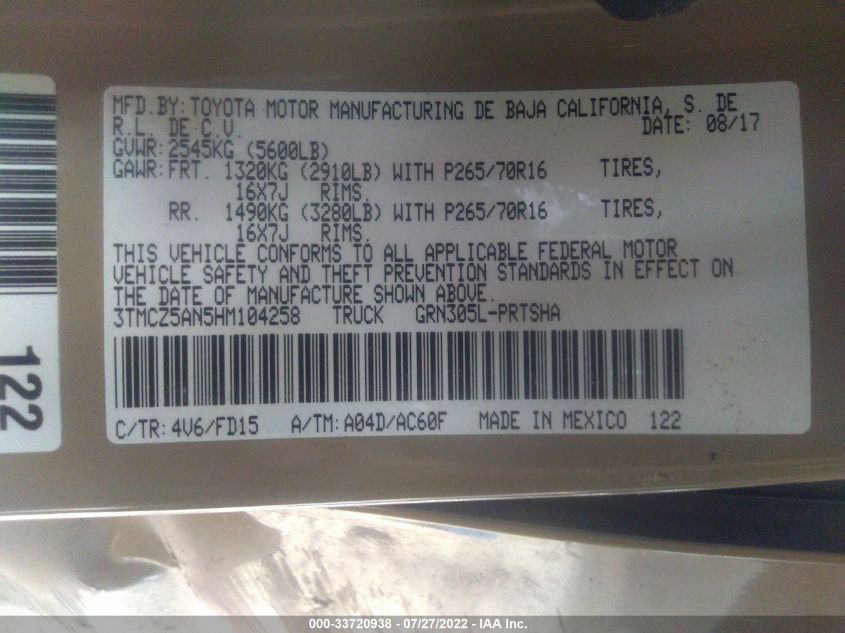 MFD.BY:TOYOTA MOTOR MANUFACTURING DE BAJA CALIFORNIA, S. DE
R.L. DE C.V. DATE: 08/17
GVWR:2545KG (5600LB)
GAWR:FRT. 1320KG (2910LB) WITH P265/70R16 TIRES,
16X7J RIMS.
RR. 1490KG (3280LB) WITH P265/70R16 TIRES,
16X7J RIMS.
THIS VEHICLE CONFORMS TO ALL APPLICABLE FEDERAL MOTOR
VEHICLE SAFETY AND THEFT PREVENTION STANDARDS IN EFFECT ON
THE DATE OF MANUFACTURE SHOWN ABOVE.
3TMCZ5AN5HM104258 TRUCK GRN305L-PRTSHA
C/TR:4V6/FD15 A/TM:A04D/AC60F MADE IN MEXICO 122
122
000-33720938 - 07/27/2022 - IAA Inc.